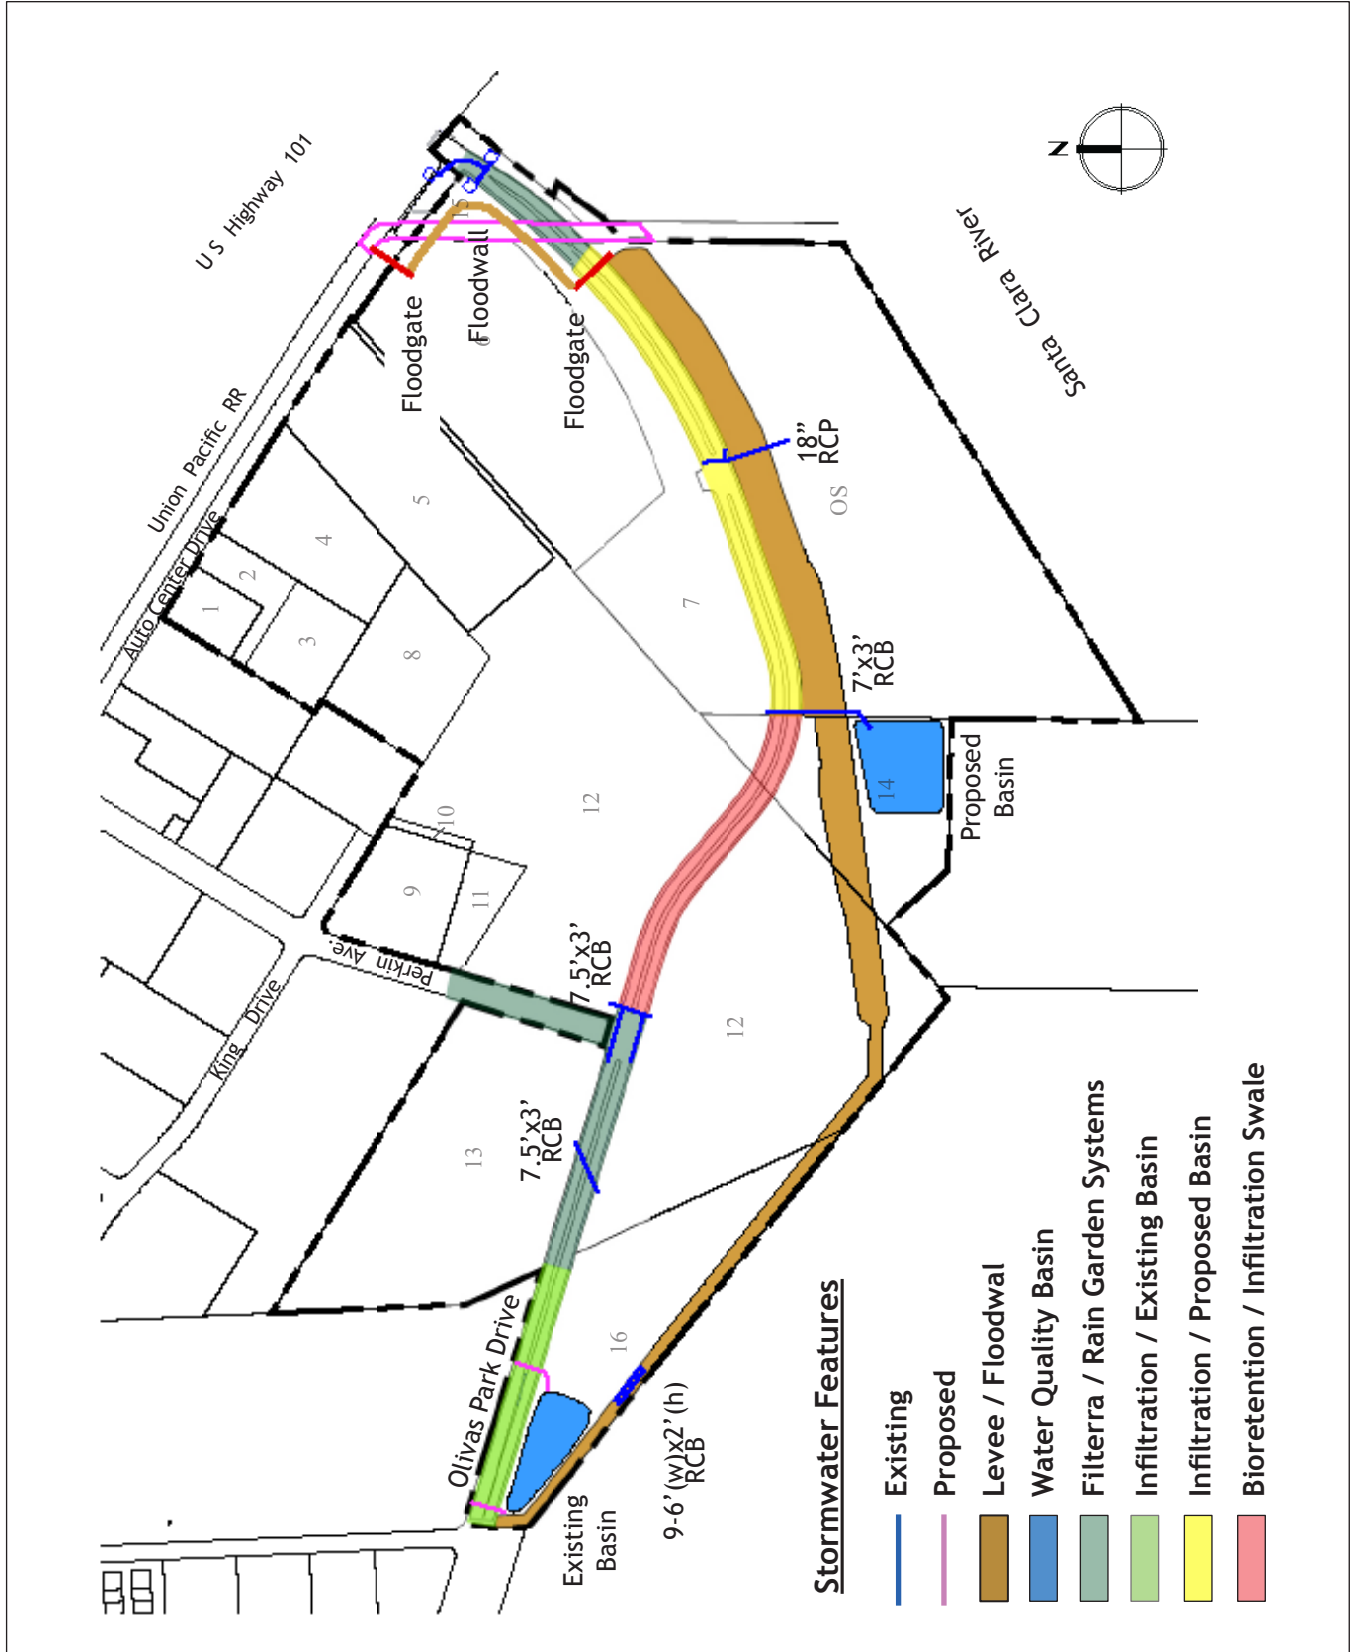 US Highway 101
N
Union Pacific RR
Auto Center Drive
Santa Clara River
15
Floodwall
6
Floodgate
Floodgate
18”
RCP
OS
1
2
3
4
5
7
8
7’x3’
RCB
14
Proposed
Basin
10
12
9
11
Perkin Ave.
King Drive
7.5’x3’
RCB
12
13
7.5’x3’
RCB
Olivas Park Drive
16
9-6’(w)x2’(h)
RCB
Existing
Basin
Stormwater Features
Existing
Proposed
Levee / Floodwal
Water Quality Basin
Filterra / Rain Garden Systems
Infiltration / Existing Basin
Infiltration / Proposed Basin
Bioretention / Infiltration Swale